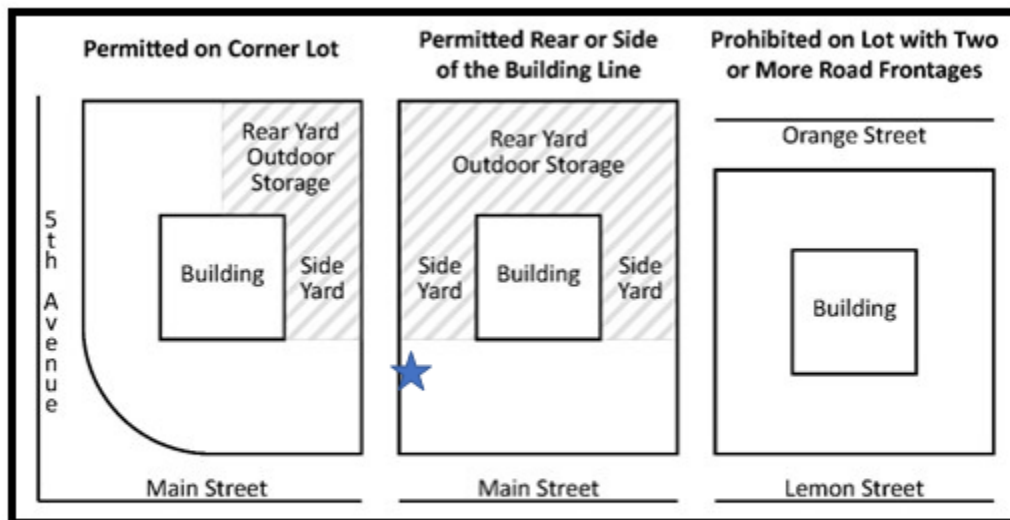 Permitted on Corner Lot
Rear Yard
Outdoor
Storage
Building
Side
Yard
5th Avenue
Main Street
Permitted Rear or Side
of the Building Line
Rear Yard
Outdoor Storage
Side
Yard
Building
Side
Yard
Main Street
Prohibited on Lot with Two
or More Road Frontages
Orange Street
Building
Lemon Street